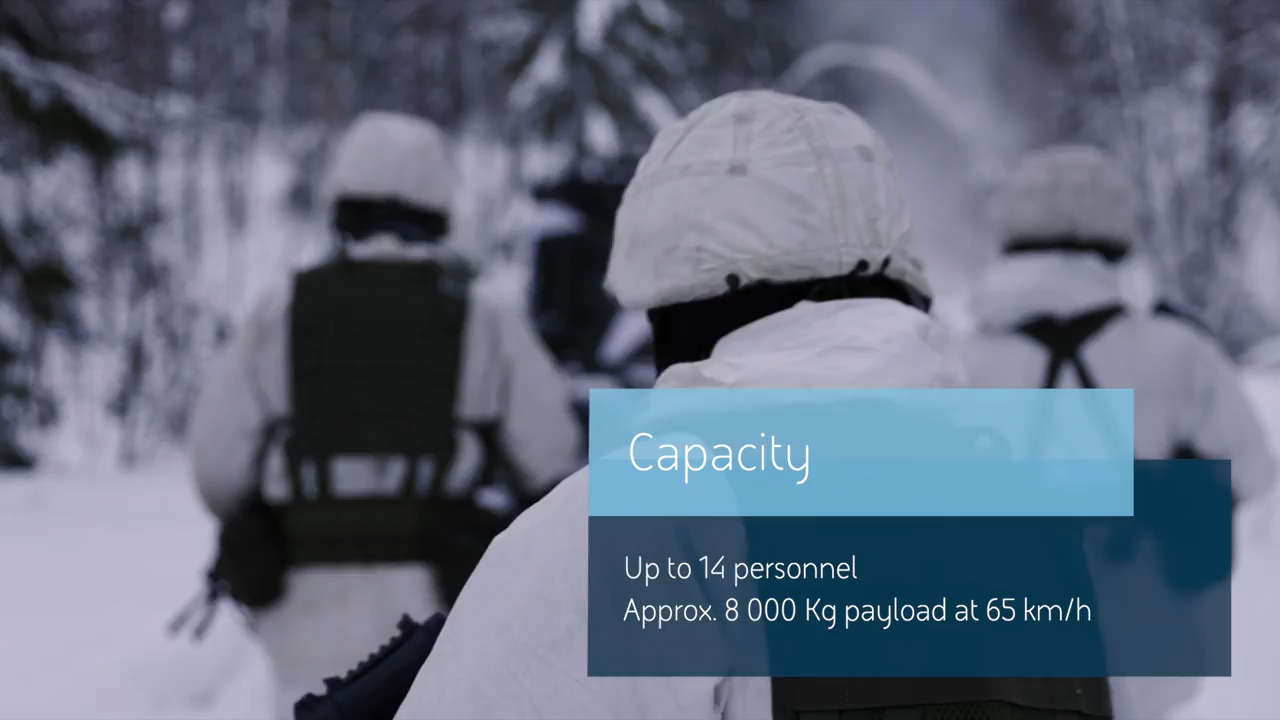 Capacity
Up to 14 personnel
Approx. 8 000 Kg payload at 65 km/h